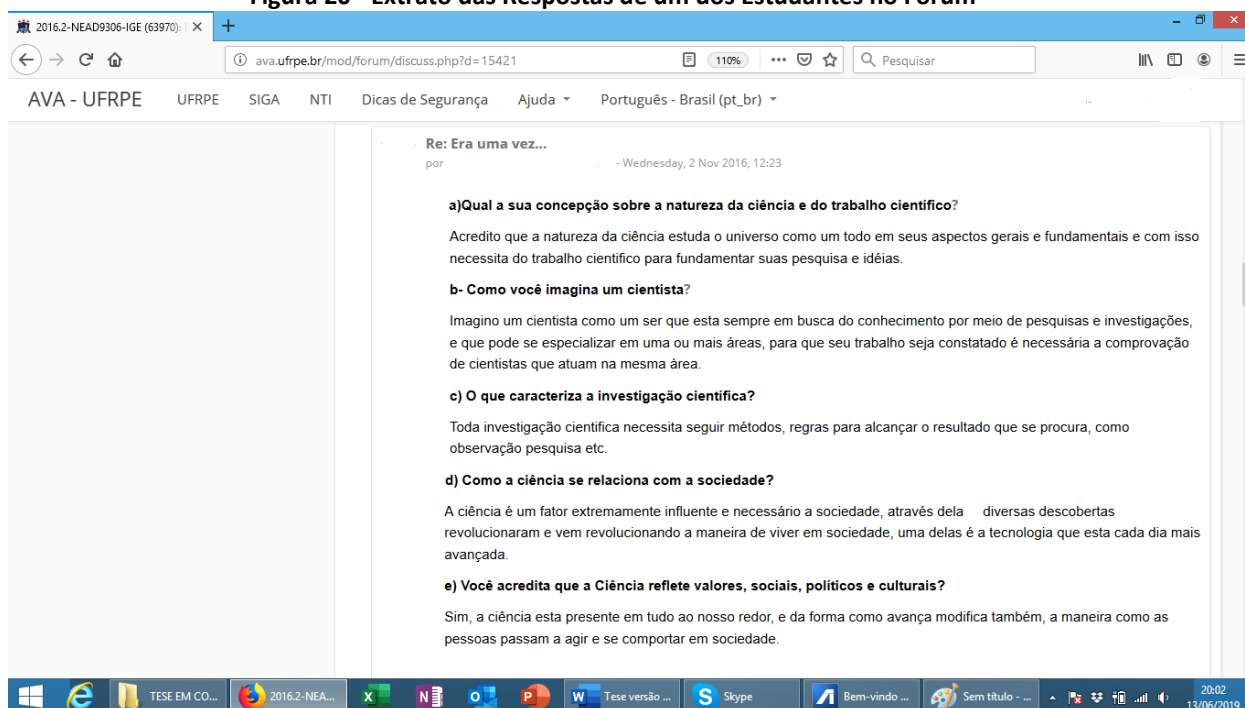 Figura 20 - Extrato das Respostas de um dos Estudantes no Fórum
2016.2-NEAD9306-IGE (63970):
ava.ufrpe.br/mod/forum/discuss.php?d=15421
110%
Pesquisar
AVA - UFRPE UFRPE SIGA NTI Dicas de Segurança Ajuda Português - Brasil (pt_br)
Re: Era uma vez...
por - Wednesday, 2 Nov 2016, 12:23
a)Qual a sua concepção sobre a natureza da ciência e do trabalho científico?
Acredito que a natureza da ciência estuda o universo como um todo em seus aspectos gerais e fundamentais e com isso
necessita do trabalho cientifico para fundamentar suas pesquisa e idéias.
b- Como você imagina um cientista?
Imagino um cientista como um ser que esta sempre em busca do conhecimento por meio de pesquisas e investigações,
e que pode se especializar em uma ou mais áreas, para que seu trabalho seja constatado é necessária a comprovação
de cientistas que atuam na mesma área.
c) O que caracteriza a investigação científica?
Toda investigação cientifica necessita seguir métodos, regras para alcançar o resultado que se procura, como
observação pesquisa etc.
d) Como a ciência se relaciona com a sociedade?
A ciência é um fator extremamente influente e necessário a sociedade, através dela diversas descobertas
revolucionaram e vem revolucionando a maneira de viver em sociedade, uma delas é a tecnologia que esta cada dia mais
avançada.
e) Você acredita que a Ciência reflete valores, sociais, políticos e culturais?
Sim, a ciência esta presente em tudo ao nosso redor, e da forma como avança modifica também, a maneira como as
pessoas passam a agir e se comportar em sociedade.
TESE EM CO... 2016.2-NEA... Tese versão ... Skype Bem-vindo ... Sem título - ... 20:02
13/06/2019